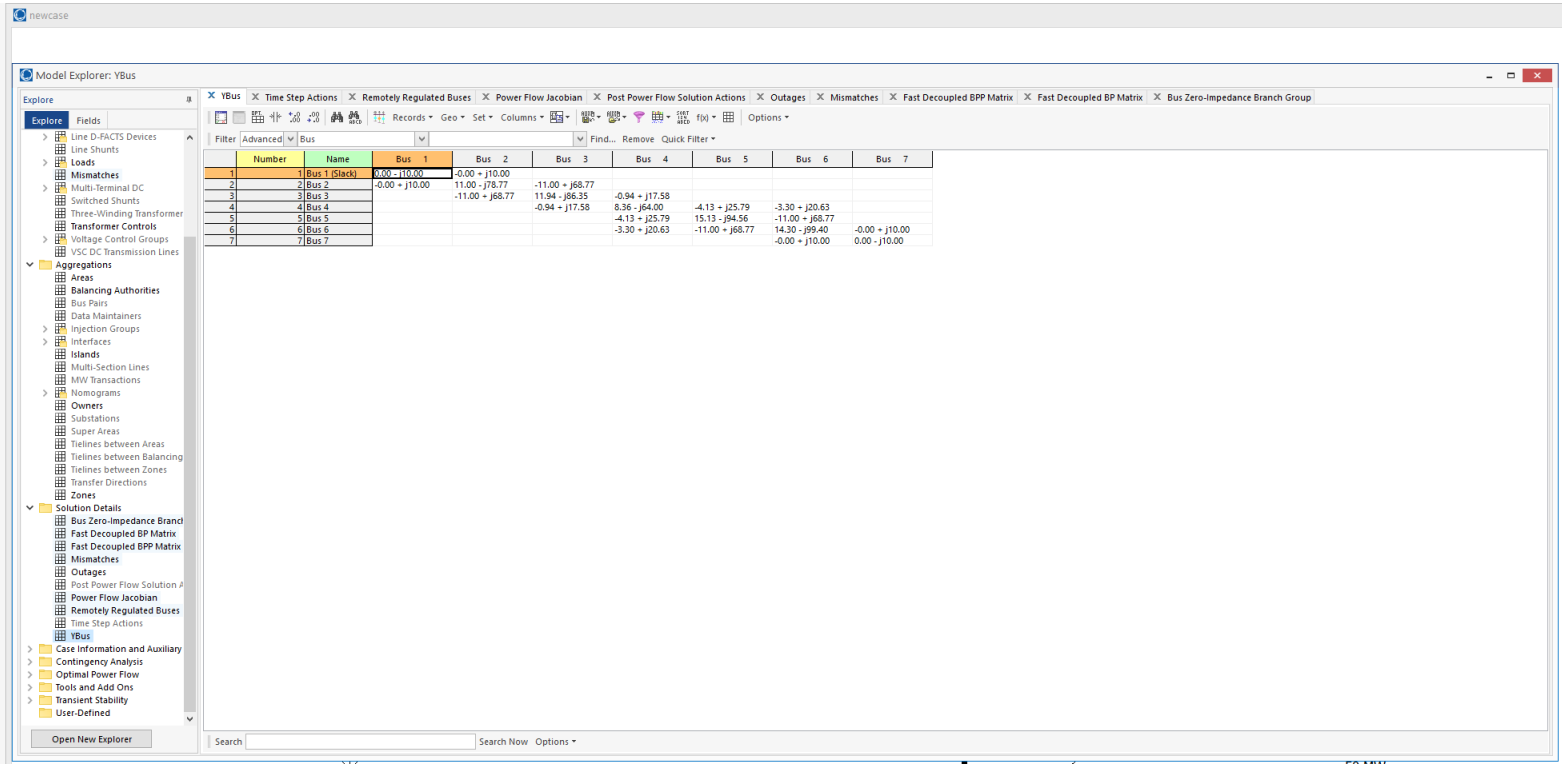 newcase
Model Explorer: YBus
Explore
Explore Fields
Line D-FACTS Devices
Line Shunts
Loads
Mismatches
Multi-Terminal DC
Switched Shunts
Three-Winding Transformer
Transformer Controls
Voltage Control Groups
VSC DC Transmission Lines
Aggregations
Areas
Balancing Authorities
Bus Pairs
Data Maintainers
Injection Groups
Interfaces
Islands
Multi-Section Lines
MW Transactions
Nomograms
Owners
Substations
Super Areas
Tielines between Areas
Tielines between Balancing
Tielines between Zones
Transfer Directions
Zones
Solution Details
Bus Zero-Impedance Branch
Fast Decoupled BP Matrix
Fast Decoupled BPP Matrix
Mismatches
Outages
Post Power Flow Solution A
Power Flow Jacobian
Remotely Regulated Buses
Time Step Actions
YBus
Case Information and Auxiliary
Contingency Analysis
Optimal Power Flow
Tools and Add Ons
Transient Stability
User-Defined
Open New Explorer
X YBus X Time Step Actions X Remotely Regulated Buses X Power Flow Jacobian X Post Power Flow Solution Actions X Outages X Mismatches X Fast Decoupled BPP Matrix X Fast Decoupled BP Matrix X Bus Zero-Impedance Branch Group
Records Geo Set Columns f(x) Options
Filter Advanced Bus Find... Remove Quick Filter
Number Name Bus 1 Bus 2 Bus 3 Bus 4 Bus 5 Bus 6 Bus 7
1 1 Bus 1 (Slack) 0.00 - j10.00 -0.00 + j10.00
2 2 Bus 2 -0.00 + j10.00 11.00 - j78.77 -11.00 + j68.77
3 3 Bus 3 -11.00 + j68.77 11.94 - j86.35 -0.94 + j17.58
4 4 Bus 4 -0.94 + j17.58 8.36 - j64.00 -4.13 + j25.79 -3.30 + j20.63
5 5 Bus 5 -4.13 + j25.79 15.13 - j94.56 -11.00 + j68.77
6 6 Bus 6 -3.30 + j20.63 -11.00 + j68.77 14.30 - j99.40 -0.00 + j10.00
7 7 Bus 7 -0.00 + j10.00 0.00 - j10.00
Search Search Now Options